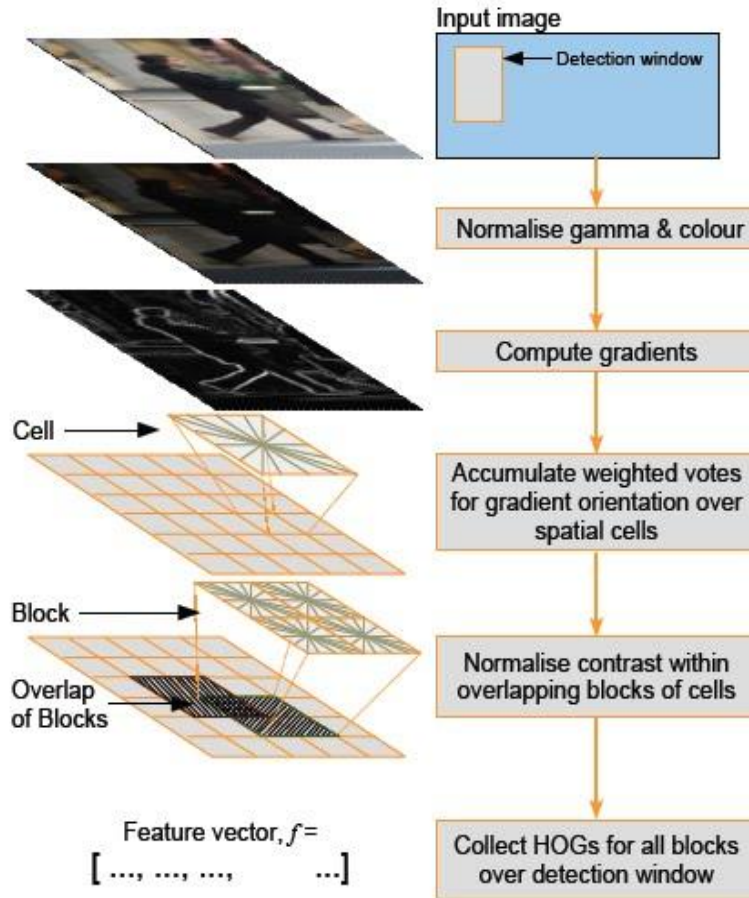 Input image
Detection window
Normalise gamma & colour
Compute gradients
Cell
Accumulate weighted votes
for gradient orientation over
spatial cells
Block
Normalise contrast within
overlapping blocks of cells
Overlap
of Blocks
Feature vector, f =
[ ..., ..., ..., ...]
Collect HOGs for all blocks
over detection window